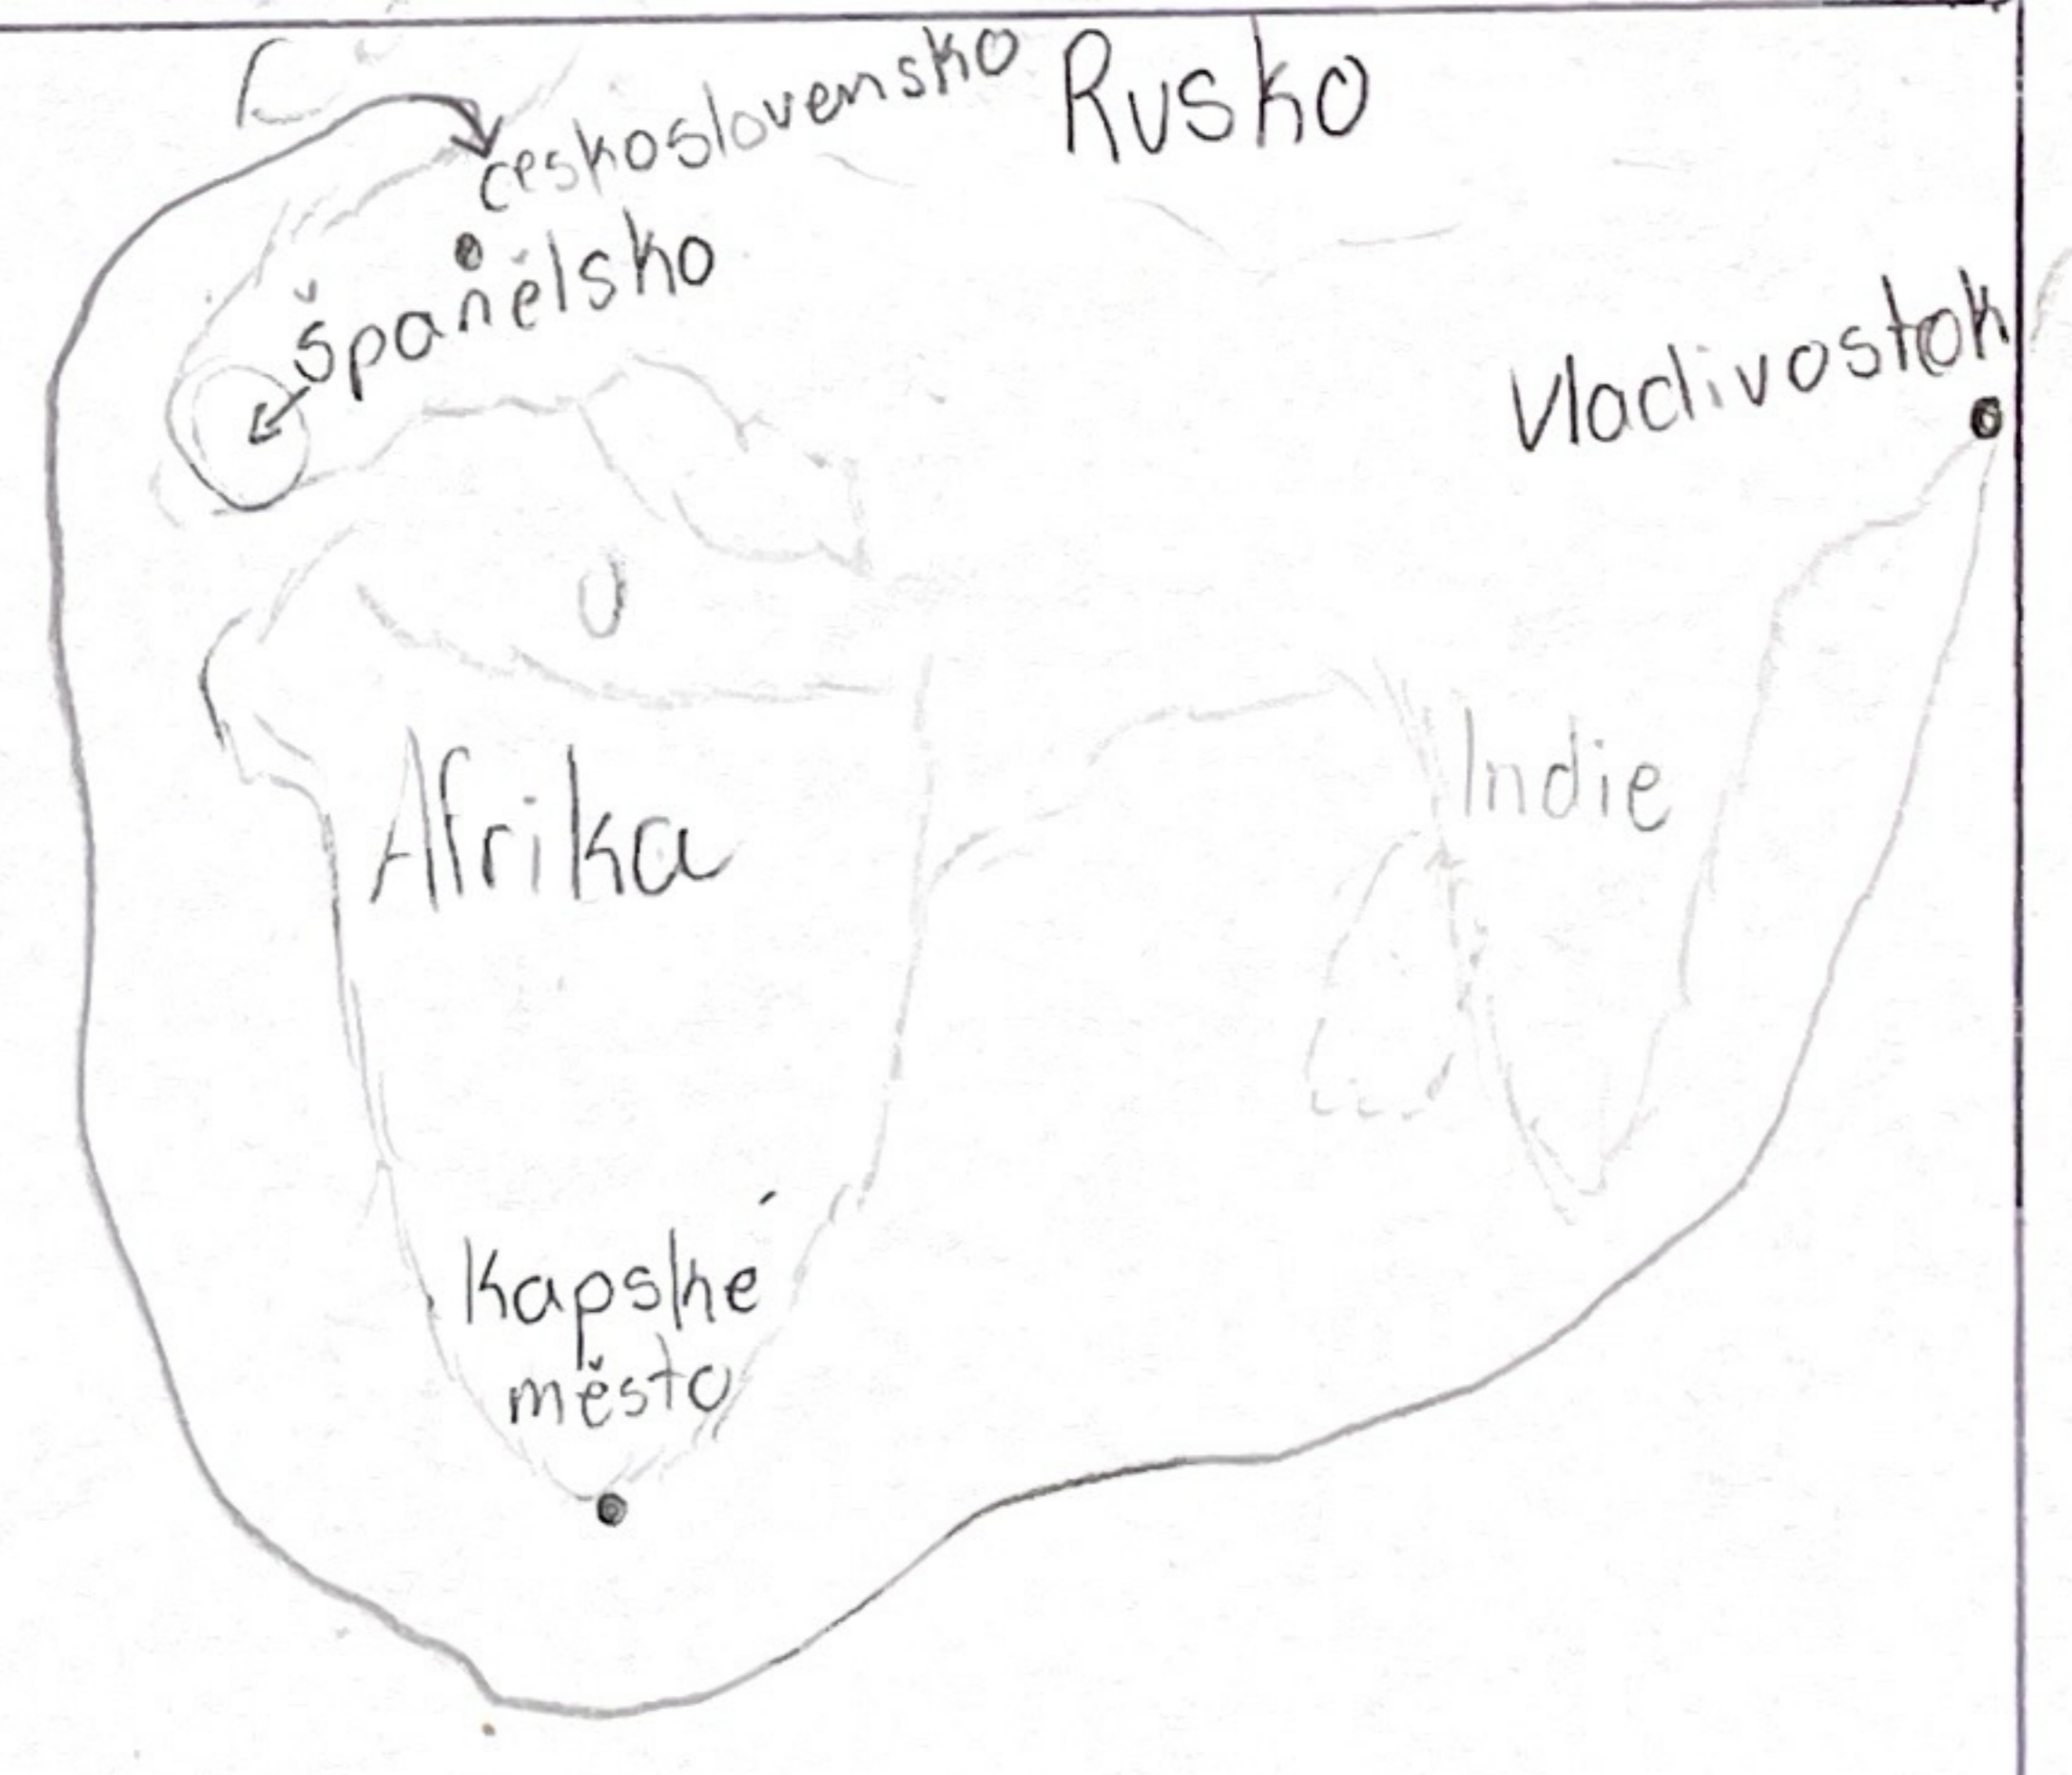 Československo
Rusko
Španělsko
Vladivostok
Afrika
Indie
Kapské
město